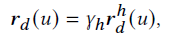 r_d(u) = γ_h r_d^h(u),